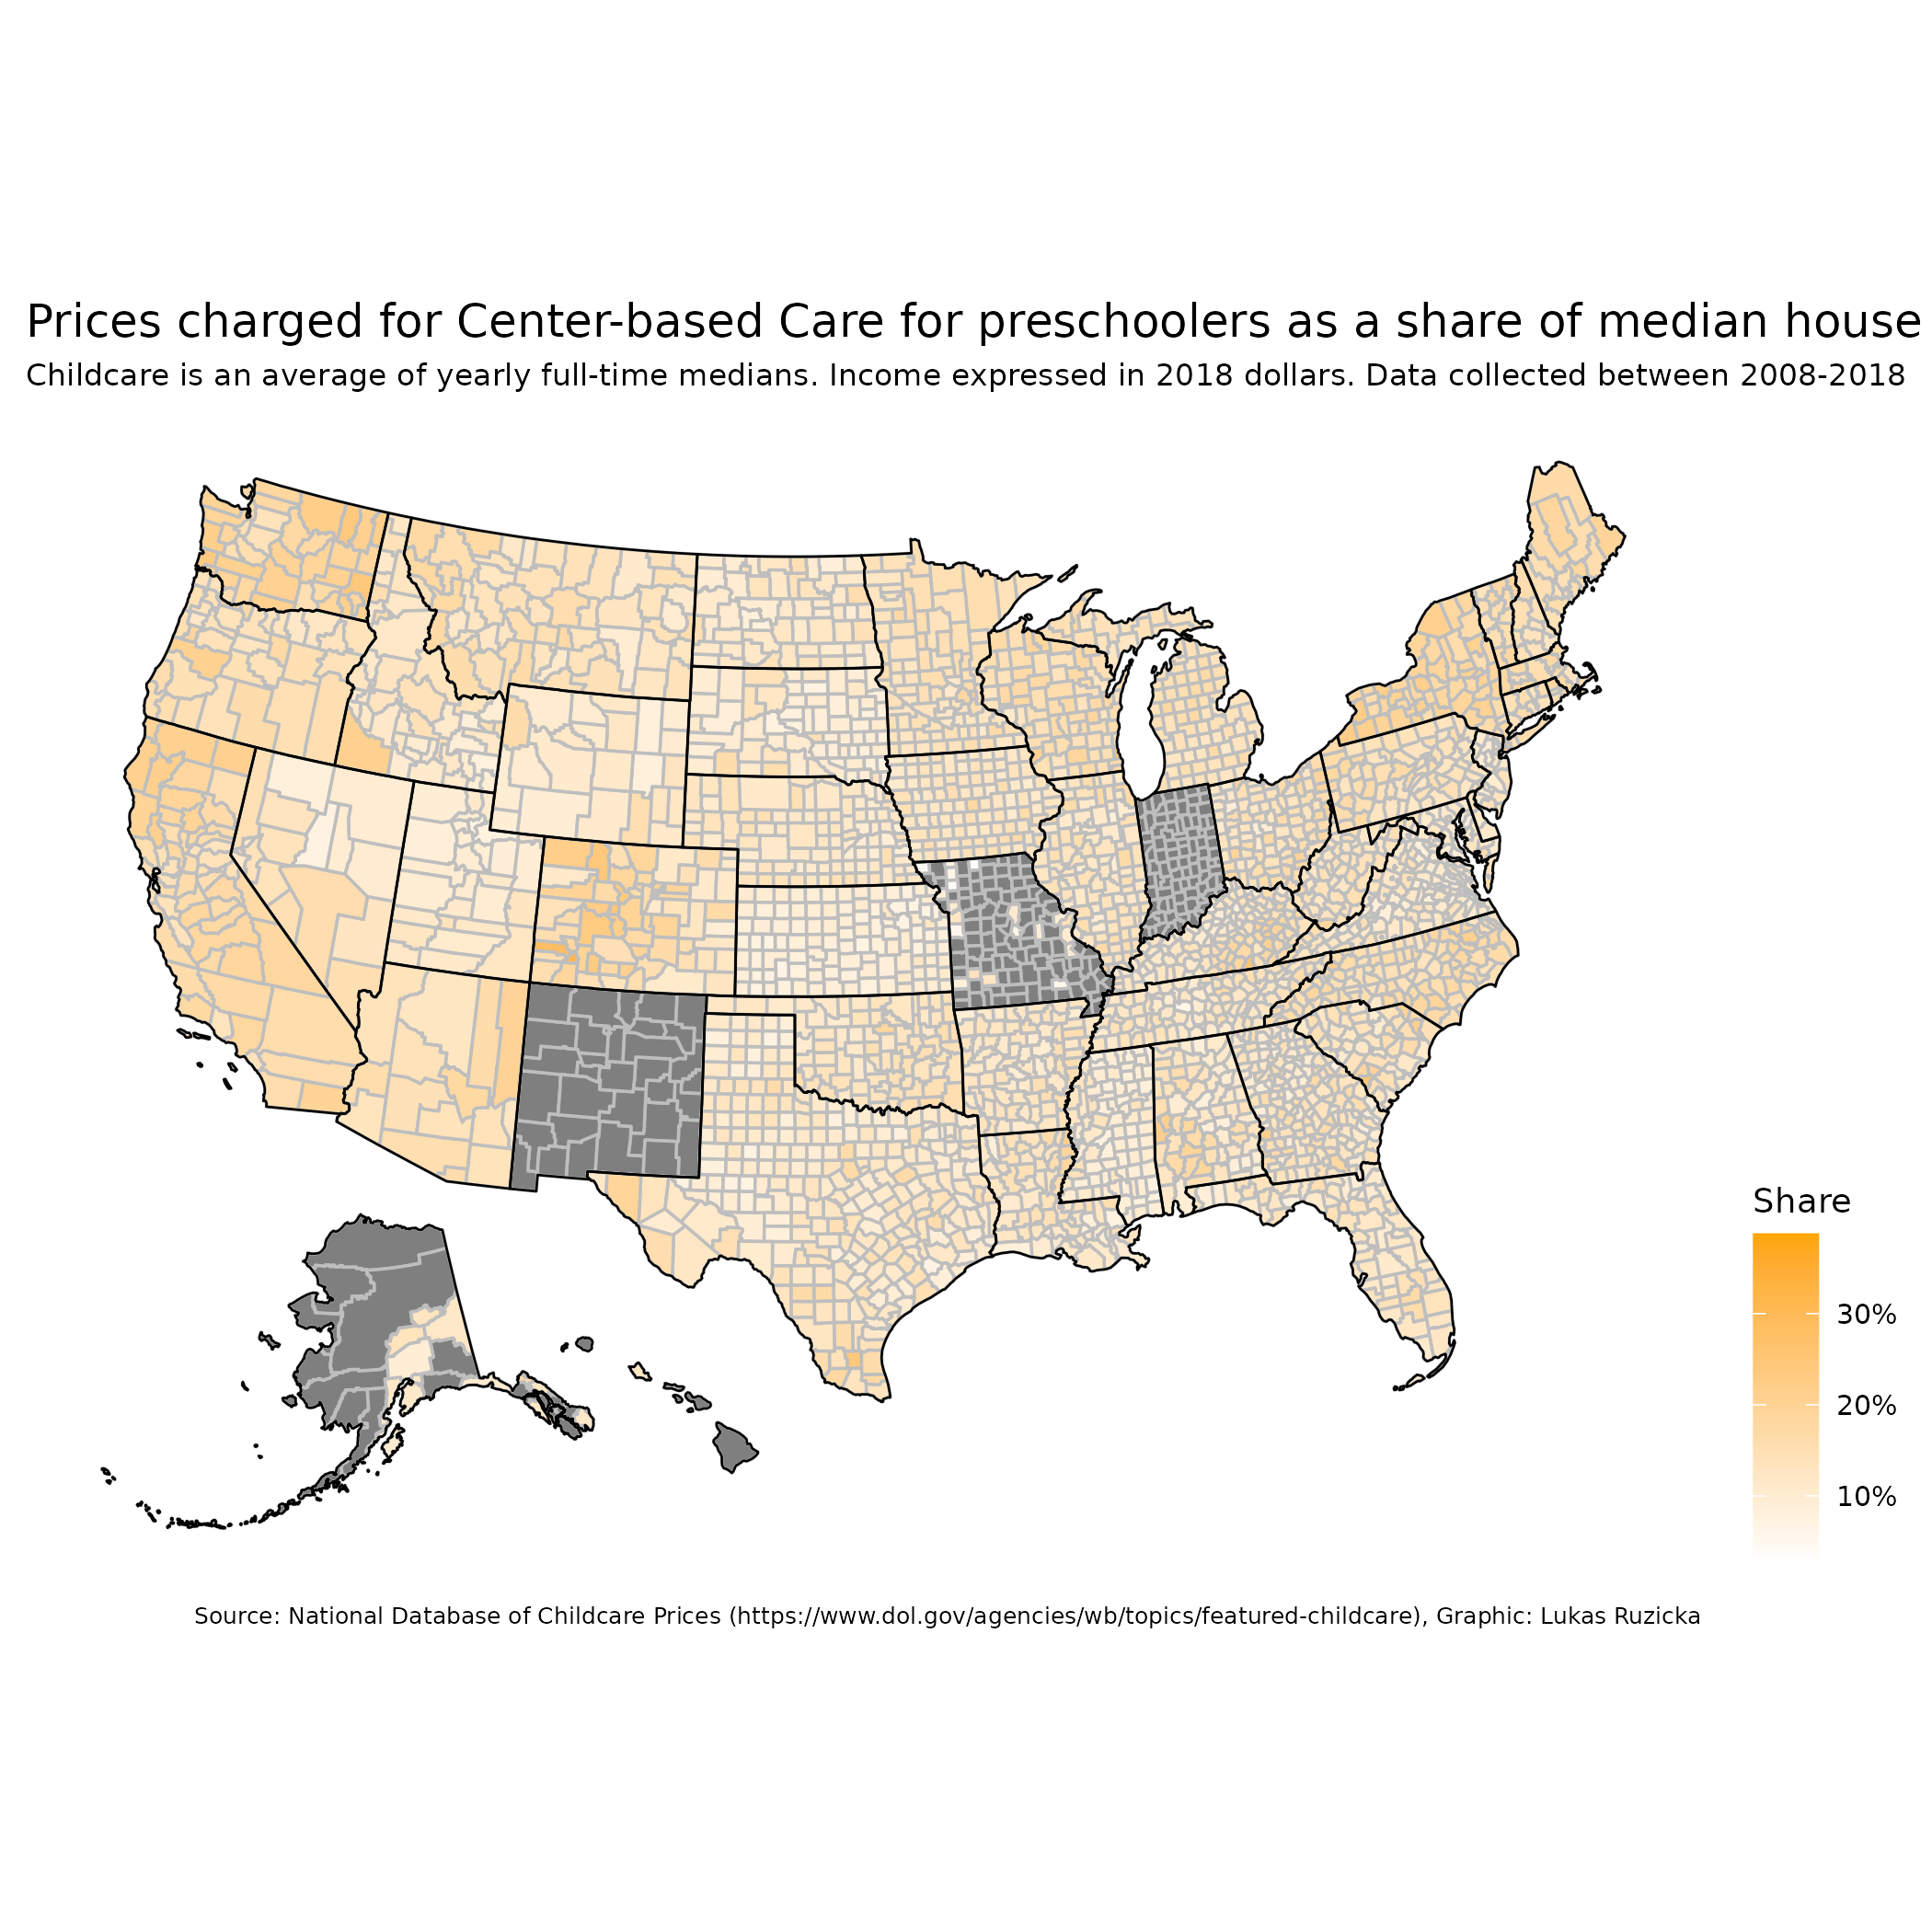 Prices charged for Center-based Care for preschoolers as a share of median house
Childcare is an average of yearly full-time medians. Income expressed in 2018 dollars. Data collected between 2008-2018
Share
30%
20%
10%
Source: National Database of Childcare Prices (https://www.dol.gov/agencies/wb/topics/featured-childcare), Graphic: Lukas Ruzicka